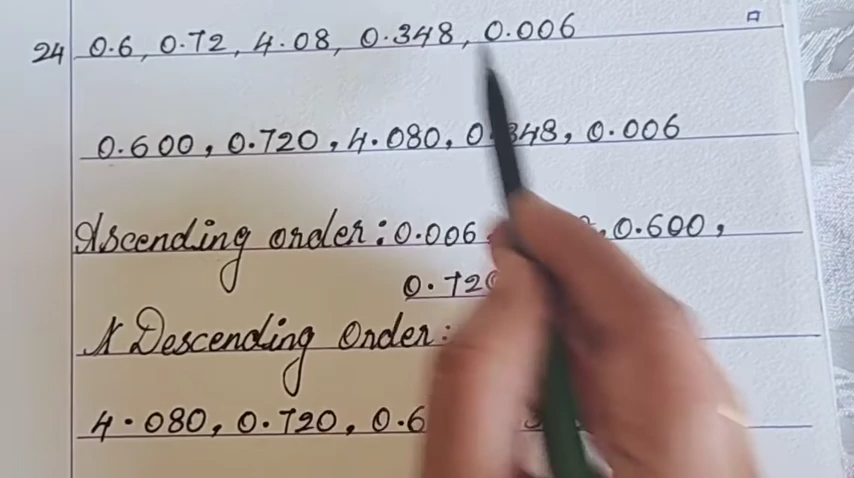 24 0.6, 0.72, 4.08, 0.348, 0.006
0.600, 0.720, 4.080, 0.348, 0.006
Ascending order: 0.006 0.600,
0.720
Descending Order:
4.080, 0.720, 0.6